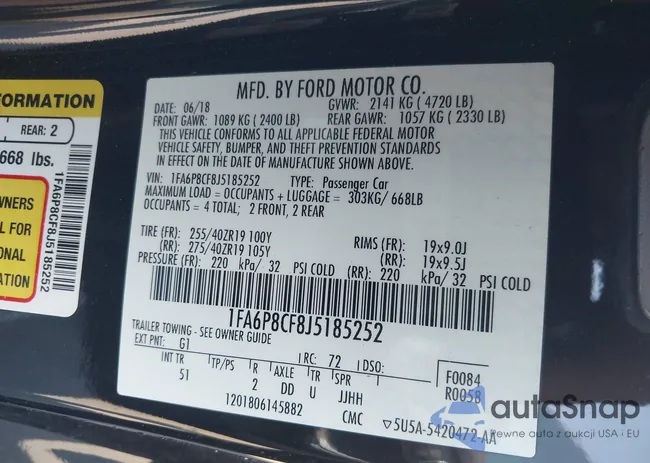 FORMATION
REAR: 2
668 lbs.
WNERS
L FOR
ONAL
ON
1FA6P8CF8J5185252
MFD. BY FORD MOTOR CO.
DATE: 06/18 GVWR: 2141 KG ( 4720 LB)
FRONT GAWR: 1089 KG ( 2400 LB) REAR GAWR: 1057 KG ( 2330 LB)
THIS VEHICLE CONFORMS TO ALL APPLICABLE FEDERAL MOTOR
VEHICLE SAFETY, BUMPER, AND THEFT PREVENTION STANDARDS
IN EFFECT ON THE DATE OF MANUFACTURE SHOWN ABOVE.
VIN: 1FA6P8CF8J5185252 TYPE: Passenger Car
MAXIMUM LOAD = OCCUPANTS + LUGGAGE = 303KG/ 668LB
OCCUPANTS = 4 TOTAL; 2 FRONT, 2 REAR
TIRE (FR): 255/40ZR19 100Y RIMS (FR): 19x9.0J
(RR): 275/40ZR19 105Y (RR): 19x9.5J
PRESSURE (FR): 220 kPa/ 32 PSI COLD (RR): 220 kPa/ 32 PSI COLD
1FA6P8CF8J5185252
TRAILER TOWING - SEE OWNER GUIDE
EXT PNT: G1 RC: 72 DSO: F0084
INT TR TP/PS R AXLE TR SPR R005B
51 2 DD U JJHH
1201806145882 CMC 5U5A-5420472-AA
autoSnap
Pewne auto z aukcji USA i EU